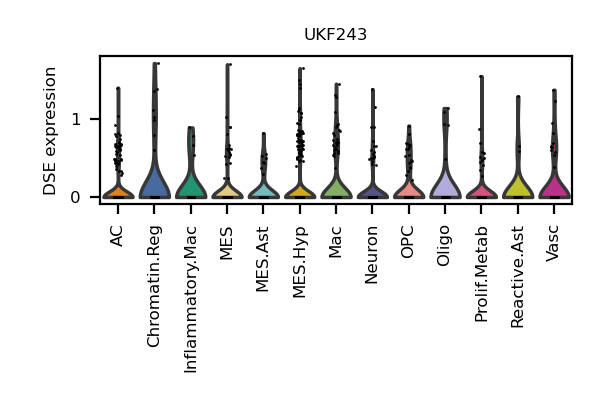 UKF243
DSE expression
1
0
AC
Chromatin.Reg
Inflammatory.Mac
MES
MES.Ast
MES.Hyp
Mac
Neuron
OPC
Oligo
Prolif.Metab
Reactive.Ast
Vasc